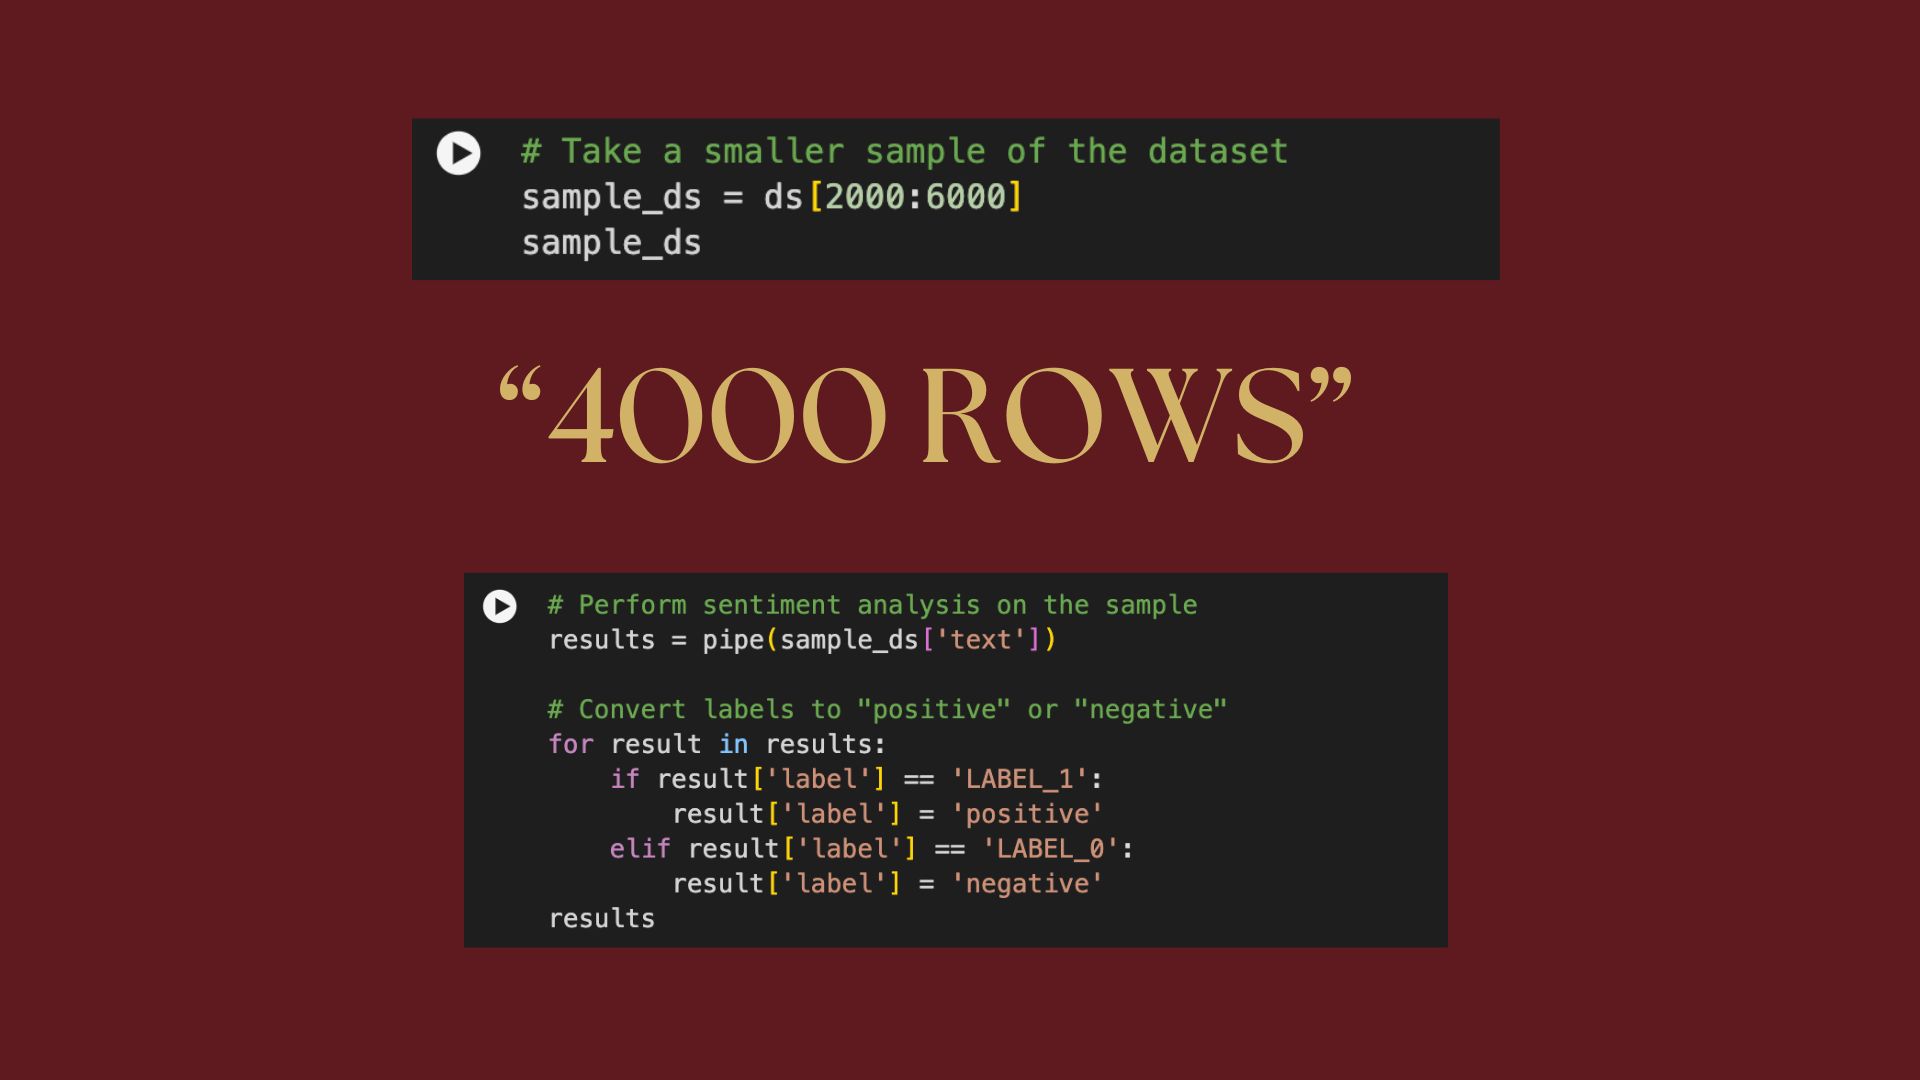 # Take a smaller sample of the dataset
sample_ds = ds[2000:6000]
sample_ds
“4000 ROWS”
# Perform sentiment analysis on the sample
results = pipe(sample_ds['text'])
# Convert labels to "positive" or "negative"
for result in results:
    if result['label'] == 'LABEL_1':
        result['label'] = 'positive'
    elif result['label'] == 'LABEL_0':
        result['label'] = 'negative'
results